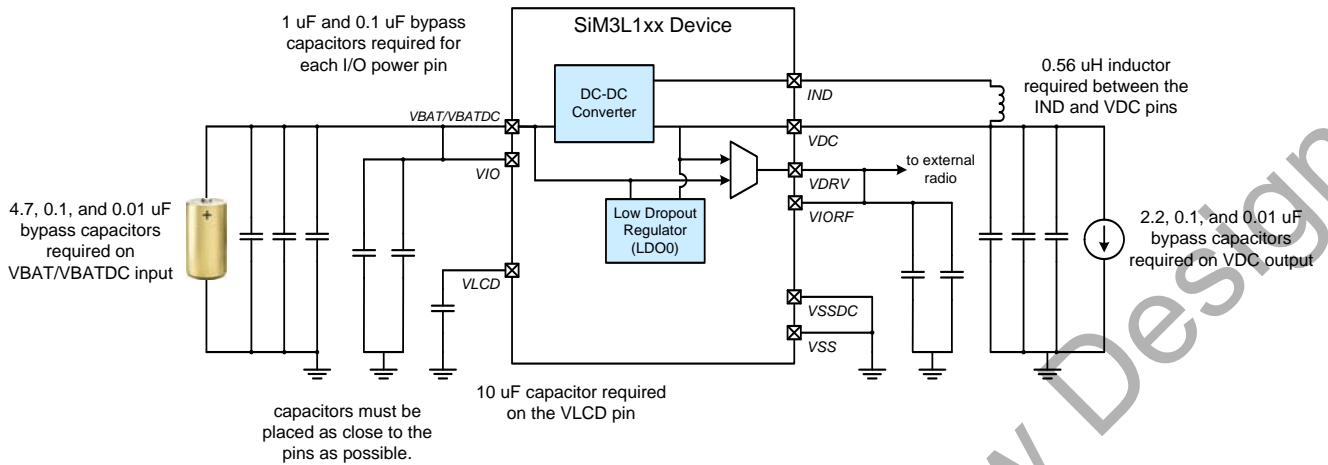 1 uF and 0.1 uF bypass
capacitors required for
each I/O power pin
SiM3L1xx Device
DC-DC
Converter
IND
0.56 uH inductor
required between the
IND and VDC pins
VBAT/VBATDC
VDC
VIO
VDRV
to external
radio
VIORF
Low Dropout
Regulator
(LDO0)
+
4.7, 0.1, and 0.01 uF
bypass capacitors
required on
VBAT/VBATDC input
2.2, 0.1, and 0.01 uF
bypass capacitors
required on VDC output
VLCD
VSSDC
VSS
10 uF capacitor required
on the VLCD pin
capacitors must be
placed as close to the
pins as possible.
w Design